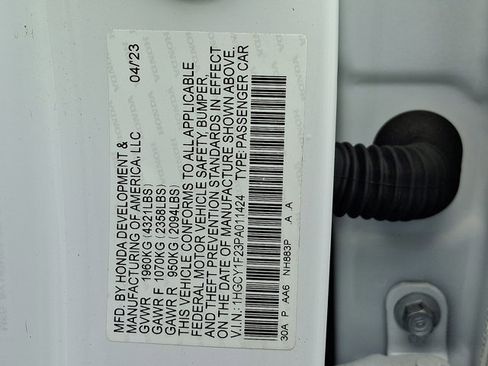 MFD. BY HONDA DEVELOPMENT & 04/23
MANUFACTURING OF AMERICA, LLC
GVWR 1960KG (4321LBS)
GAWR F 1070KG (2358LBS)
GAWR R 950KG (2094LBS)
THIS VEHICLE CONFORMS TO ALL APPLICABLE
FEDERAL MOTOR VEHICLE SAFETY, BUMPER,
AND THEFT PREVENTION STANDARDS IN EFFECT
ON THE DATE OF MANUFACTURE SHOWN ABOVE.
V.I.N.: 1HGCY1F23PA011424 TYPE:PASSENGER CAR
30A P AA6 NH883P A A